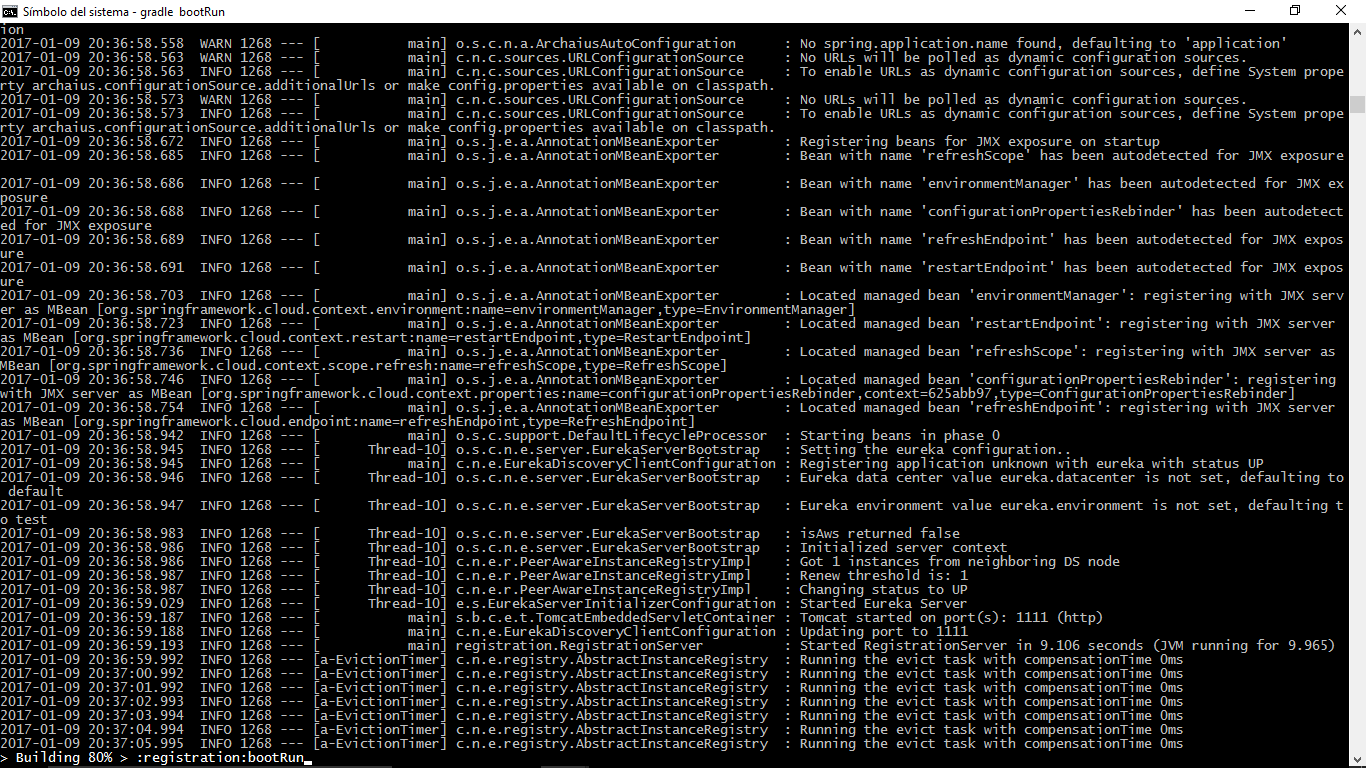 Símbolo del sistema - gradle  bootRun
ion
2017-01-09 20:36:58.558  WARN 1268 --- [           main] o.s.c.n.a.ArchaiusAutoConfiguration      : No spring.application.name found, defaulting to 'application'
2017-01-09 20:36:58.563  WARN 1268 --- [           main] c.n.c.sources.URLConfigurationSource     : No URLs will be polled as dynamic configuration sources.
2017-01-09 20:36:58.563  INFO 1268 --- [           main] c.n.c.sources.URLConfigurationSource     : To enable URLs as dynamic configuration sources, define System prope
rty archaius.configurationSource.additionalUrls or make config.properties available on classpath.
2017-01-09 20:36:58.573  WARN 1268 --- [           main] c.n.c.sources.URLConfigurationSource     : No URLs will be polled as dynamic configuration sources.
2017-01-09 20:36:58.573  INFO 1268 --- [           main] c.n.c.sources.URLConfigurationSource     : To enable URLs as dynamic configuration sources, define System prope
rty archaius.configurationSource.additionalUrls or make config.properties available on classpath.
2017-01-09 20:36:58.672  INFO 1268 --- [           main] o.s.j.e.a.AnnotationMBeanExporter        : Registering beans for JMX exposure on startup
2017-01-09 20:36:58.685  INFO 1268 --- [           main] o.s.j.e.a.AnnotationMBeanExporter        : Bean with name 'refreshScope' has been autodetected for JMX exposure
2017-01-09 20:36:58.686  INFO 1268 --- [           main] o.s.j.e.a.AnnotationMBeanExporter        : Bean with name 'environmentManager' has been autodetected for JMX ex
posure
2017-01-09 20:36:58.688  INFO 1268 --- [           main] o.s.j.e.a.AnnotationMBeanExporter        : Bean with name 'configurationPropertiesRebinder' has been autodetect
ed for JMX exposure
2017-01-09 20:36:58.689  INFO 1268 --- [           main] o.s.j.e.a.AnnotationMBeanExporter        : Bean with name 'refreshEndpoint' has been autodetected for JMX expos
ure
2017-01-09 20:36:58.691  INFO 1268 --- [           main] o.s.j.e.a.AnnotationMBeanExporter        : Bean with name 'restartEndpoint' has been autodetected for JMX expos
ure
2017-01-09 20:36:58.703  INFO 1268 --- [           main] o.s.j.e.a.AnnotationMBeanExporter        : Located managed bean 'environmentManager': registering with JMX serv
er as MBean [org.springframework.cloud.context.environment:name=environmentManager,type=EnvironmentManager]
2017-01-09 20:36:58.723  INFO 1268 --- [           main] o.s.j.e.a.AnnotationMBeanExporter        : Located managed bean 'restartEndpoint': registering with JMX server
as MBean [org.springframework.cloud.context.restart:name=restartEndpoint,type=RestartEndpoint]
2017-01-09 20:36:58.736  INFO 1268 --- [           main] o.s.j.e.a.AnnotationMBeanExporter        : Located managed bean 'refreshScope': registering with JMX server as
MBean [org.springframework.cloud.context.scope.refresh:name=refreshScope,type=RefreshScope]
2017-01-09 20:36:58.746  INFO 1268 --- [           main] o.s.j.e.a.AnnotationMBeanExporter        : Located managed bean 'configurationPropertiesRebinder': registering
with JMX server as MBean [org.springframework.cloud.context.properties:name=configurationPropertiesRebinder,context=625abb97,type=ConfigurationPropertiesRebinder]
2017-01-09 20:36:58.754  INFO 1268 --- [           main] o.s.j.e.a.AnnotationMBeanExporter        : Located managed bean 'refreshEndpoint': registering with JMX server
as MBean [org.springframework.cloud.endpoint:name=refreshEndpoint,type=RefreshEndpoint]
2017-01-09 20:36:58.942  INFO 1268 --- [           main] o.s.c.support.DefaultLifecycleProcessor  : Starting beans in phase 0
2017-01-09 20:36:58.945  INFO 1268 --- [      Thread-10] o.s.c.n.e.server.EurekaServerBootstrap   : Setting the eureka configuration..
2017-01-09 20:36:58.945  INFO 1268 --- [           main] c.n.e.EurekaDiscoveryClientConfiguration : Registering application unknown with eureka with status UP
2017-01-09 20:36:58.946  INFO 1268 --- [      Thread-10] o.s.c.n.e.server.EurekaServerBootstrap   : Eureka data center value eureka.datacenter is not set, defaulting to
 default
2017-01-09 20:36:58.947  INFO 1268 --- [      Thread-10] o.s.c.n.e.server.EurekaServerBootstrap   : Eureka environment value eureka.environment is not set, defaulting t
o test
2017-01-09 20:36:58.983  INFO 1268 --- [      Thread-10] o.s.c.n.e.server.EurekaServerBootstrap   : isAws returned false
2017-01-09 20:36:58.986  INFO 1268 --- [      Thread-10] o.s.c.n.e.server.EurekaServerBootstrap   : Initialized server context
2017-01-09 20:36:58.986  INFO 1268 --- [      Thread-10] c.n.e.r.PeerAwareInstanceRegistryImpl    : Got 1 instances from neighboring DS node
2017-01-09 20:36:58.987  INFO 1268 --- [      Thread-10] c.n.e.r.PeerAwareInstanceRegistryImpl    : Renew threshold is: 1
2017-01-09 20:36:58.987  INFO 1268 --- [      Thread-10] c.n.e.r.PeerAwareInstanceRegistryImpl    : Changing status to UP
2017-01-09 20:36:59.029  INFO 1268 --- [      Thread-10] e.s.EurekaServerInitializerConfiguration : Started Eureka Server
2017-01-09 20:36:59.187  INFO 1268 --- [           main] s.b.c.e.t.TomcatEmbeddedServletContainer : Tomcat started on port(s): 1111 (http)
2017-01-09 20:36:59.188  INFO 1268 --- [           main] c.n.e.EurekaDiscoveryClientConfiguration : Updating port to 1111
2017-01-09 20:36:59.193  INFO 1268 --- [           main] registration.RegistrationServer          : Started RegistrationServer in 9.106 seconds (JVM running for 9.965)
2017-01-09 20:36:59.992  INFO 1268 --- [a-EvictionTimer] c.n.e.registry.AbstractInstanceRegistry  : Running the evict task with compensationTime 0ms
2017-01-09 20:37:00.992  INFO 1268 --- [a-EvictionTimer] c.n.e.registry.AbstractInstanceRegistry  : Running the evict task with compensationTime 0ms
2017-01-09 20:37:01.992  INFO 1268 --- [a-EvictionTimer] c.n.e.registry.AbstractInstanceRegistry  : Running the evict task with compensationTime 0ms
2017-01-09 20:37:02.993  INFO 1268 --- [a-EvictionTimer] c.n.e.registry.AbstractInstanceRegistry  : Running the evict task with compensationTime 0ms
2017-01-09 20:37:03.994  INFO 1268 --- [a-EvictionTimer] c.n.e.registry.AbstractInstanceRegistry  : Running the evict task with compensationTime 0ms
2017-01-09 20:37:04.994  INFO 1268 --- [a-EvictionTimer] c.n.e.registry.AbstractInstanceRegistry  : Running the evict task with compensationTime 0ms
2017-01-09 20:37:05.995  INFO 1268 --- [a-EvictionTimer] c.n.e.registry.AbstractInstanceRegistry  : Running the evict task with compensationTime 0ms
> Building 80% > :registration:bootRun